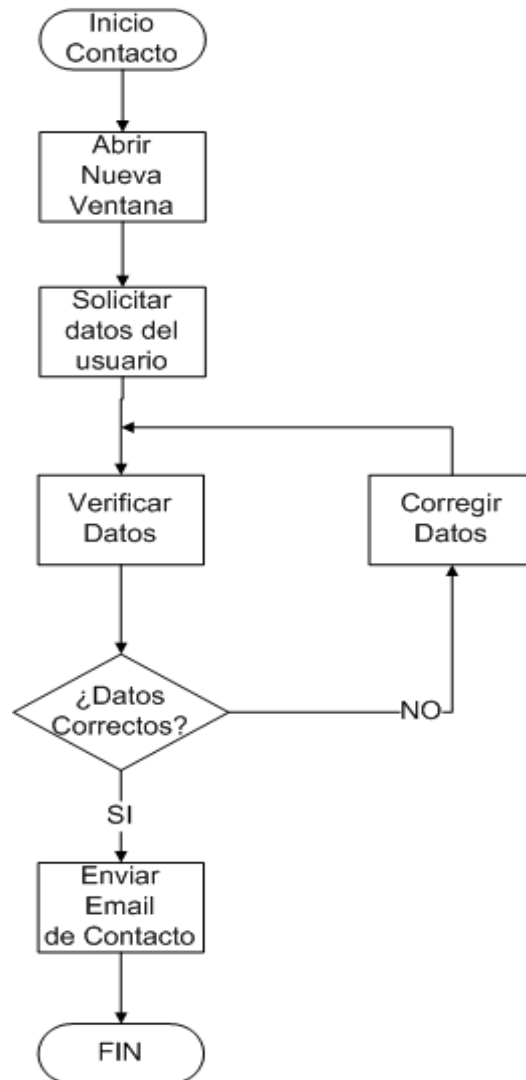 Inicio
Contacto
Abrir
Nueva
Ventana
Solicitar
datos del
usuario
Verificar
Datos
Corregir
Datos
¿Datos
Correctos?
NO
SI
Enviar
Email
de Contacto
FIN